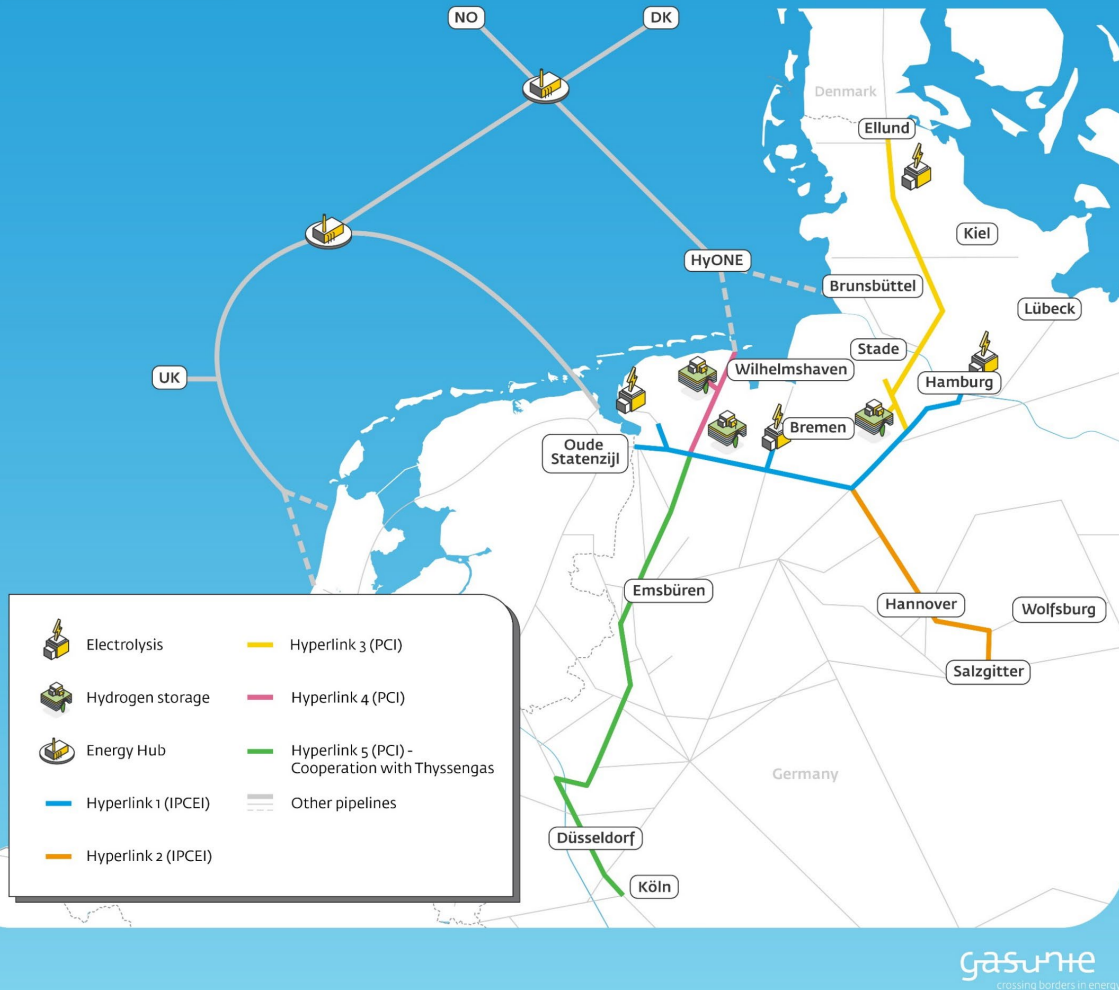 NO
DK
Denmark
Ellund
Kiel
HyONE
Brunsbüttel
Lübeck
Stade
UK
Wilhelmshaven
Hamburg
Bremen
Oude
Statenzijl
Emsbüren
Hannover
Wolfsburg
Salzgitter
Germany
Düsseldorf
Köln
Electrolysis
Hydrogen storage
Energy Hub
Hyperlink 1 (IPCEI)
Hyperlink 2 (IPCEI)
Hyperlink 3 (PCI)
Hyperlink 4 (PCI)
Hyperlink 5 (PCI) -
Cooperation with Thyssengas
Other pipelines
gasunie
crossing borders in energy